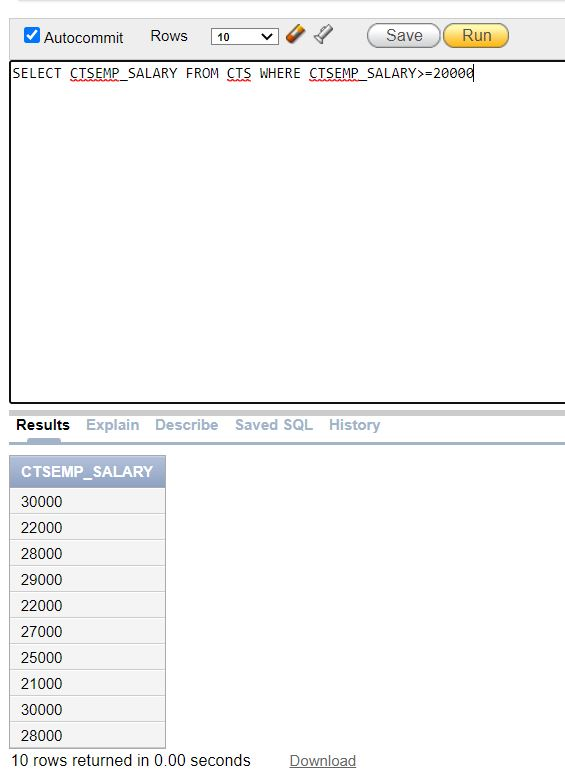 Autocommit Rows 10 Save Run
SELECT CTSEMP_SALARY FROM CTS WHERE CTSEMP_SALARY>=20000
Results Explain Describe Saved SQL History
CTSEMP_SALARY
30000
22000
28000
29000
22000
27000
25000
21000
30000
28000
10 rows returned in 0.00 seconds Download